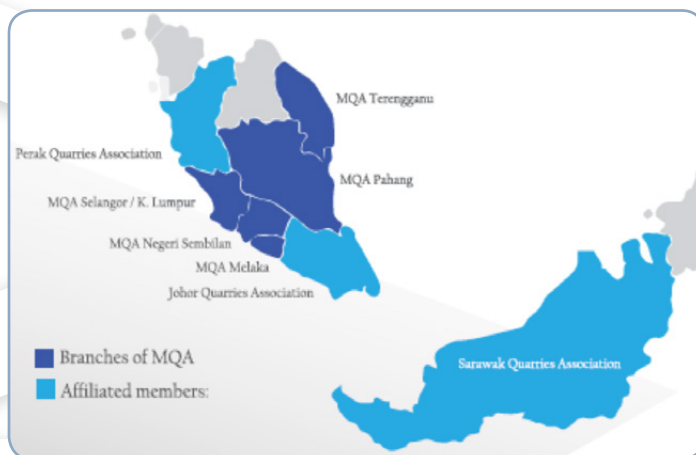 MQA Terengganu
Perak Quarries Association
MQA Pahang
MQA Selangor / K. Lumpur
MQA Negeri Sembilan
MQA Melaka
Johor Quarries Association
Branches of MQA
Sarawak Quarries Association
Affiliated members: